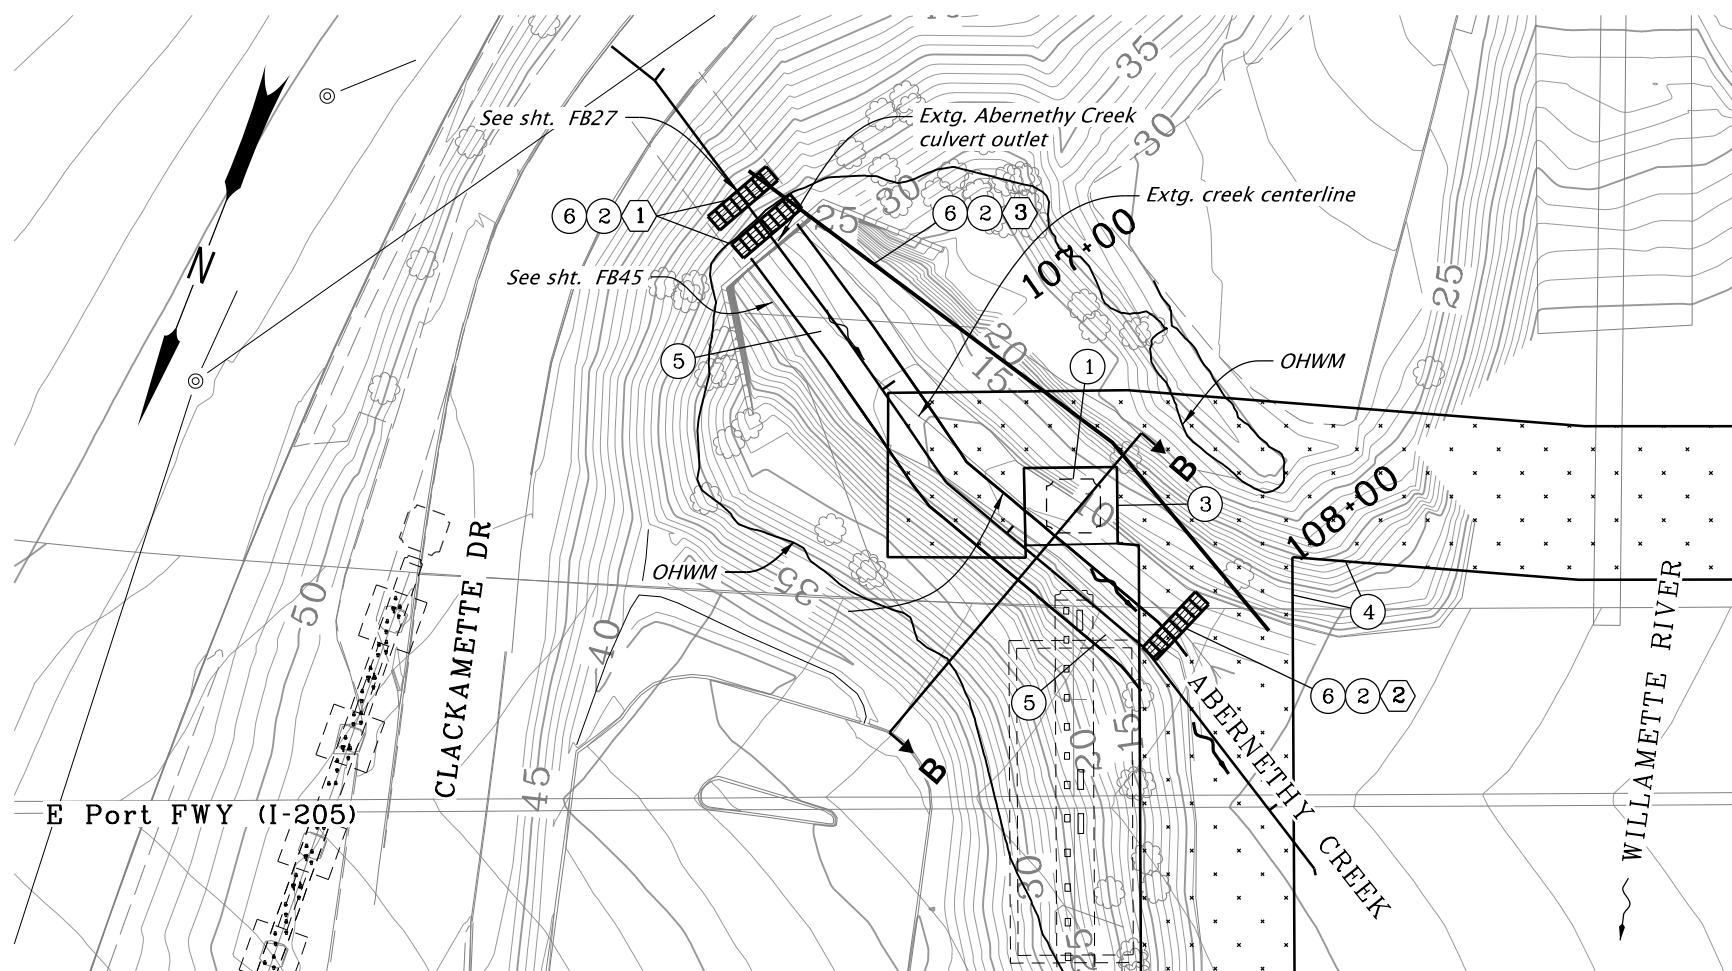 35
See sht. FB27
Extg. Abernethy Creek
culvert outlet
30
30
25
6 2 1
6 2 3
Extg. creek centerline
107+00
N
See sht. FB45
25
20
15
5
1
OHWM
B
10
3
108+00
OHWM
35
50
40
4
CLACKAMETTE DR
WILLAMETTE RIVER
5
6 2 2
ABERNETHY CREEK
15
20
B
45
E Port FWY (I-205)
30
25